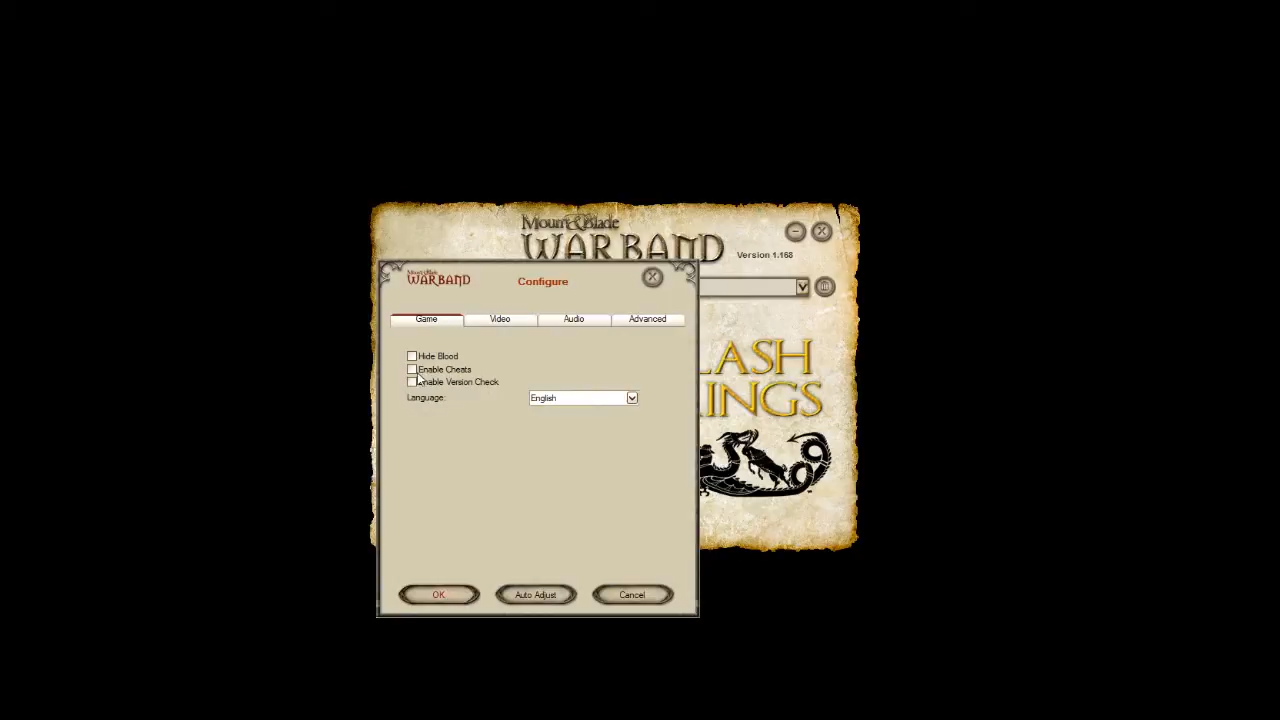 Mount&Blade
WARBAND
Version 1.168
Mount&Blade
WARBAND
Configure
Game
Video
Audio
Advanced
Hide Blood
Enable Cheats
Enable Version Check
Language:
English
LASH
INGS
OK
Auto Adjust
Cancel